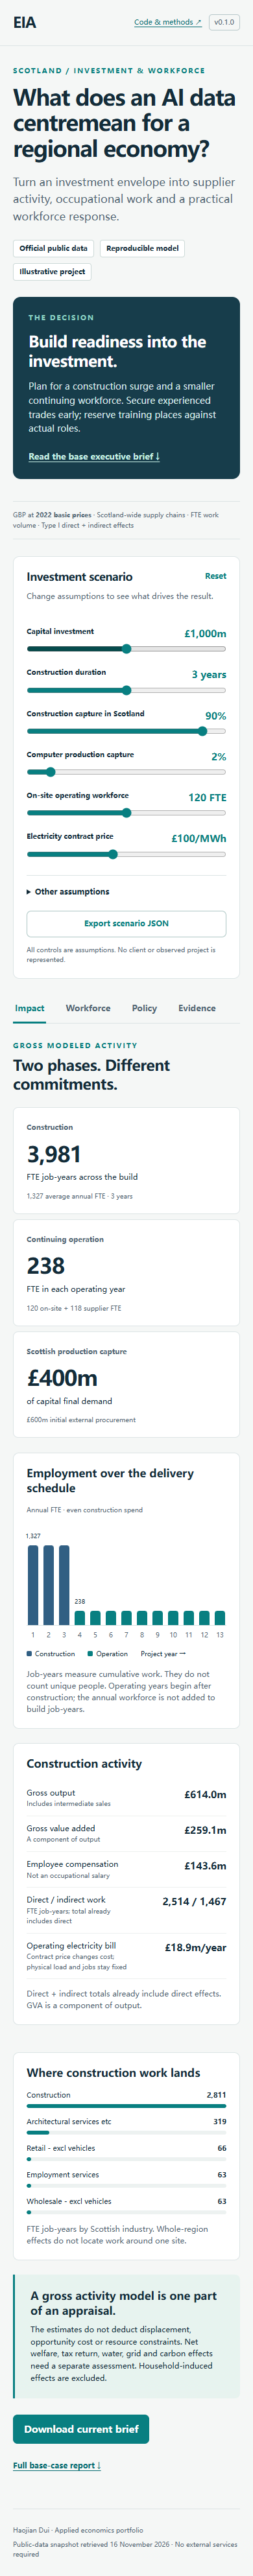 EIA
Code & methods ↗
v0.1.0
SCOTLAND / INVESTMENT & WORKFORCE
What does an AI data
centremean for a
regional economy?
Turn an investment envelope into supplier
activity, occupational work and a practical
workforce response.
Official public data
Reproducible model
Illustrative project
THE DECISION
Build readiness into the
investment.
Plan for a construction surge and a smaller
continuing workforce. Secure experienced
trades early; reserve training places against
actual roles.
Read the base executive brief ↓
GBP at 2022 basic prices · Scotland-wide supply chains · FTE work
volume · Type I direct + indirect effects
Investment scenario
Reset
Change assumptions to see what drives the result.
Capital investment
£1,000m
Construction duration
3 years
Construction capture in Scotland
90%
Computer production capture
2%
On-site operating workforce
120 FTE
Electricity contract price
£100/MWh
▸ Other assumptions
Export scenario JSON
All controls are assumptions. No client or observed project is
represented.
Impact
Workforce
Policy
Evidence
GROSS MODELED ACTIVITY
Two phases. Different
commitments.
Construction
3,981
FTE job-years across the build
1,327 average annual FTE · 3 years
Continuing operation
238
FTE in each operating year
120 on-site + 118 supplier FTE
Scottish production capture
£400m
of capital final demand
£600m initial external procurement
Employment over the delivery
schedule
Annual FTE · even construction spend
1,327
238
1 2 3 4 5 6 7 8 9 10 11 12 13
Construction
Operation
Project year →
Job-years measure cumulative work. They do not
count unique people. Operating years begin after
construction; the annual workforce is not added to
build job-years.
Construction activity
Gross output
Includes intermediate sales
£614.0m
Gross value added
A component of output
£259.1m
Employee compensation
Not an occupational salary
£143.6m
Direct / indirect work
FTE job-years; total already
includes direct
2,514 / 1,467
Operating electricity bill
Contract price changes cost;
physical load and jobs stay fixed
£18.9m/year
Direct + indirect totals already include direct effects.
GVA is a component of output.
Where construction work lands
Construction
2,811
Architectural services etc
319
Retail - excl vehicles
66
Employment services
63
Wholesale - excl vehicles
63
FTE job-years by Scottish industry. Whole-region
effects do not locate work around one site.
A gross activity model is one part
of an appraisal.
The estimates do not deduct displacement,
opportunity cost or resource constraints. Net
welfare, tax return, water, grid and carbon effects
need a separate assessment. Household-induced
effects are excluded.
Download current brief
Full base-case report ↓
Haojian Dui · Applied economics portfolio
Public-data snapshot retrieved 16 November 2026 · No external services
required